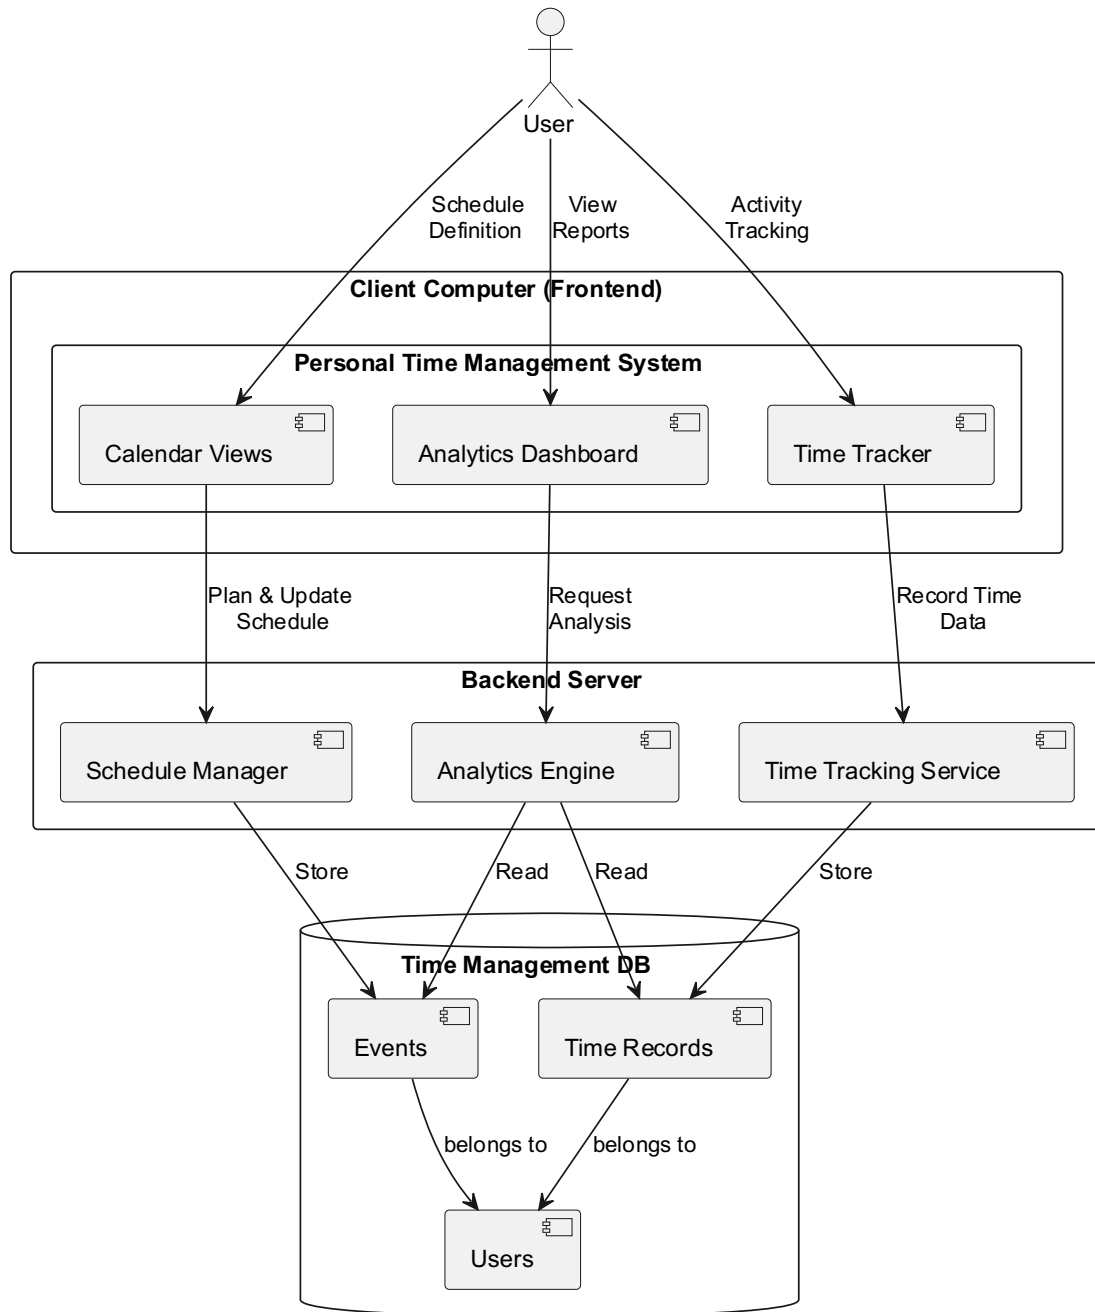 User
Schedule
Definition
View
Reports
Activity
Tracking
Client Computer (Frontend)
Personal Time Management System
Calendar Views
Analytics Dashboard
Time Tracker
Plan & Update
Schedule
Request
Analysis
Record Time
Data
Backend Server
Schedule Manager
Analytics Engine
Time Tracking Service
Store
Read
Read
Store
Time Management DB
Events
Time Records
belongs to
belongs to
Users